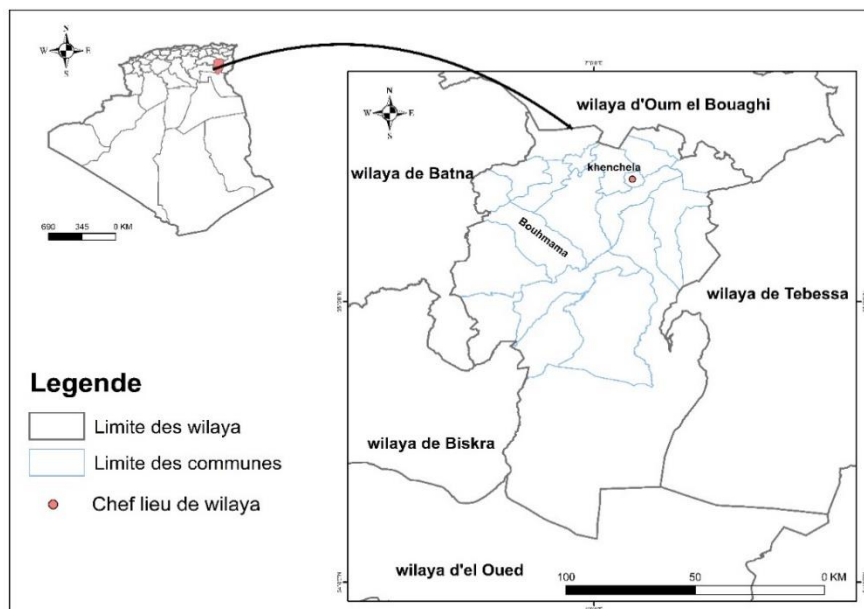 N
W E
S
690 345 0 KM
N
W E
S
wilaya d'Oum el Bouaghi
wilaya de Batna
khenchela
Bouhmama
wilaya de Tebessa
Legende
Limite des wilaya
Limite des communes
Chef lieu de wilaya
wilaya de Biskra
wilaya d'el Oued
100 50 0 KM